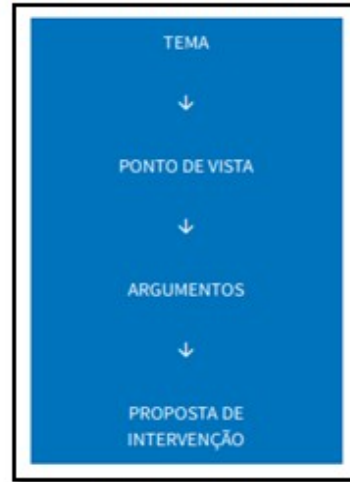 TEMA
↓
PONTO DE VISTA
↓
ARGUMENTOS
↓
PROPOSTA DE
INTERVENÇÃO